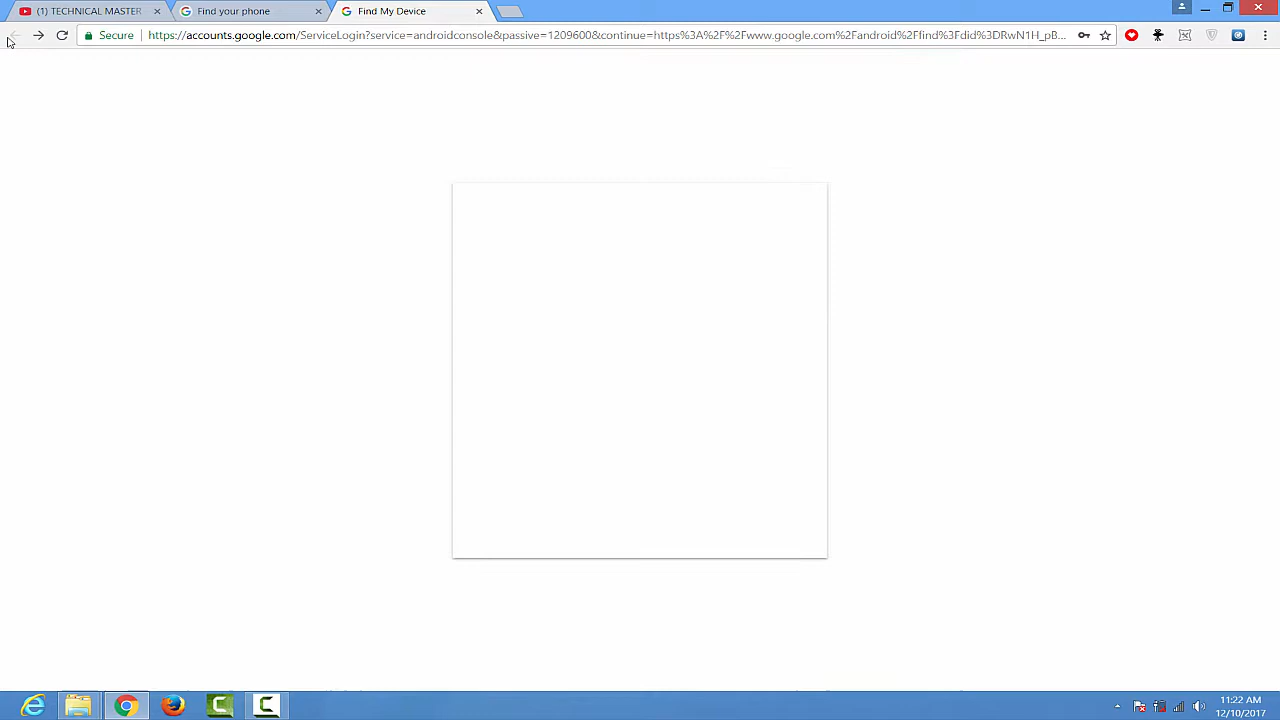 (1) TECHNICAL MASTER
Find your phone
Find My Device
Secure
https://accounts.google.com/ServiceLogin?service=androidconsole&passive=1209600&continue=https%3A%2F%2Fwww.google.com%2Fandroid%2Ffind%3Fdid%3DRwN1H_pB...
11:22 AM
12/10/2017